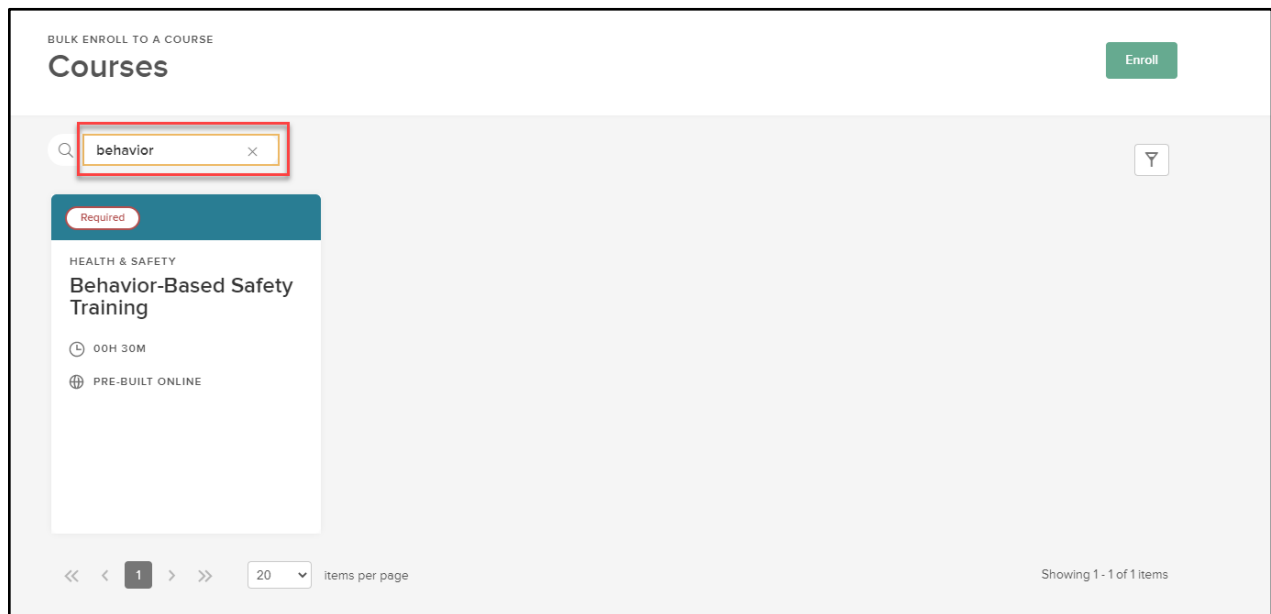 BULK ENROLL TO A COURSE
Courses
Enroll
behavior
Required
HEALTH & SAFETY
Behavior-Based Safety
Training
00H 30M
PRE-BUILT ONLINE
1
20
items per page
Showing 1 - 1 of 1 items